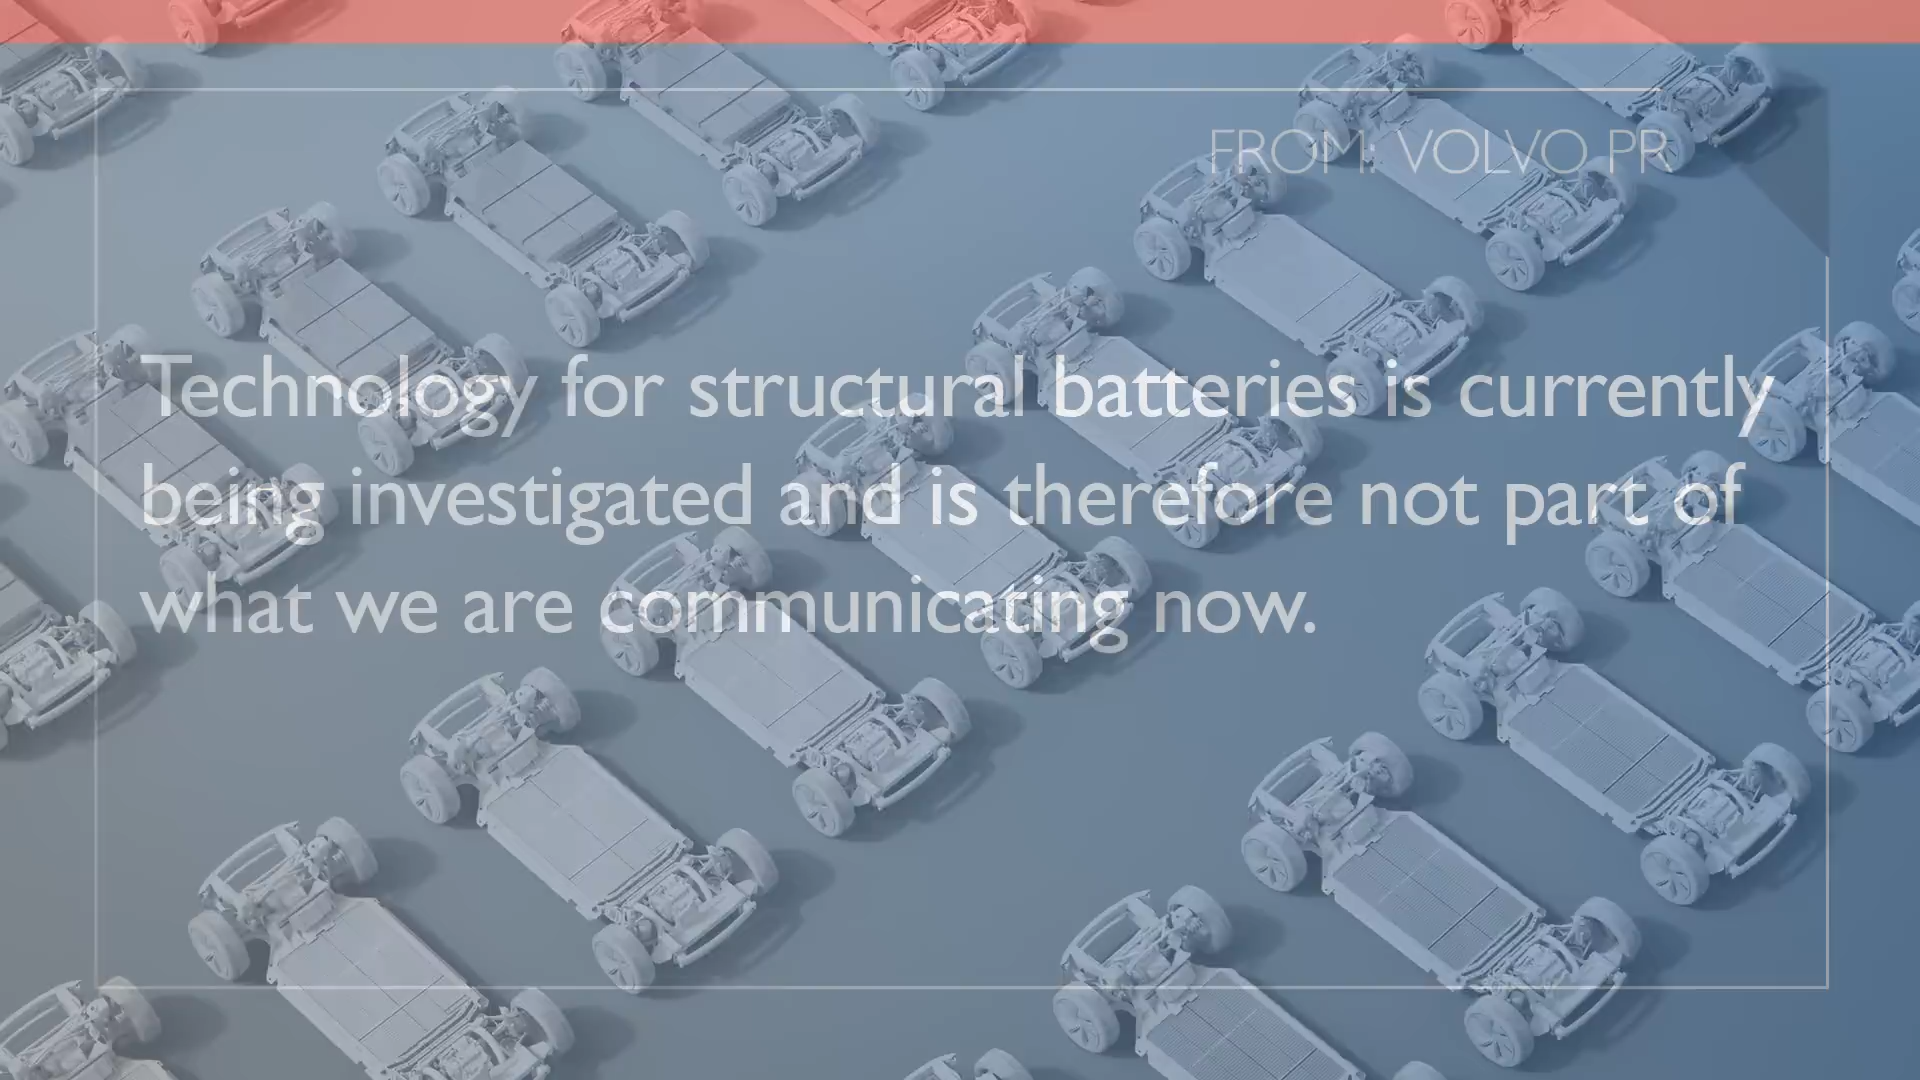 FROM: VOLVO PR
Technology for structural batteries is currently
being investigated and is therefore not part of
what we are communicating now.